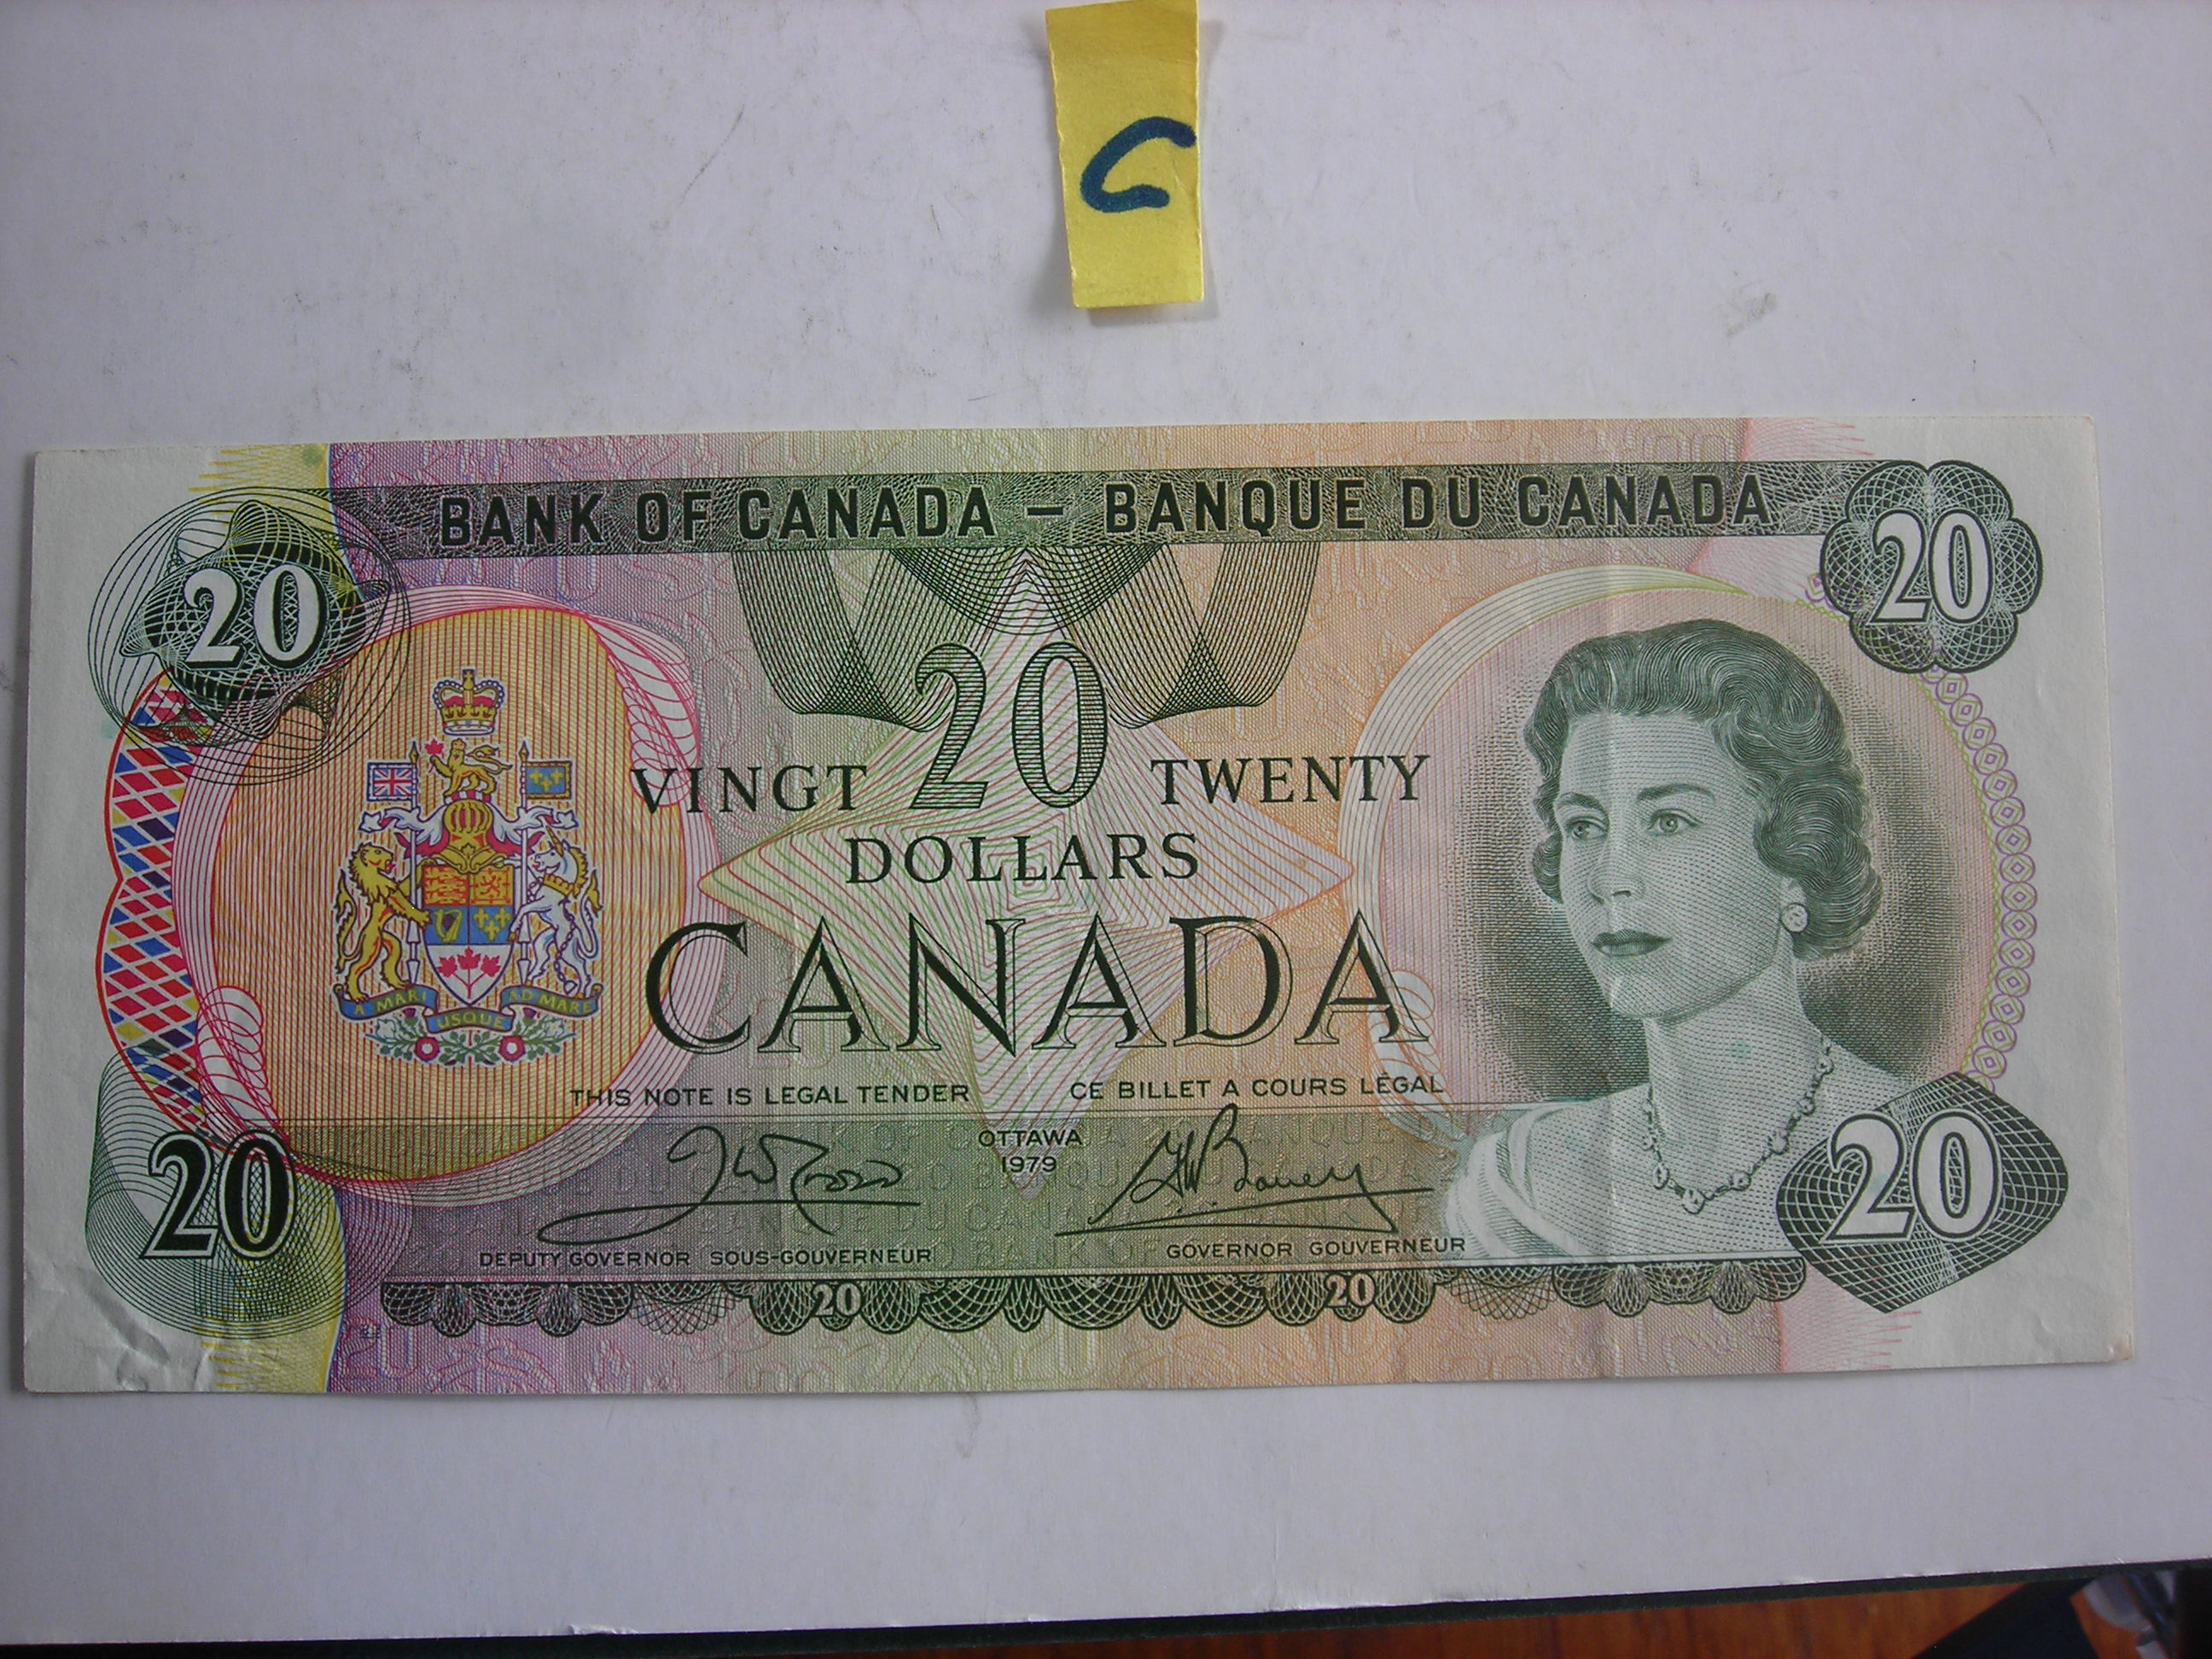 C
BANK OF CANADA – BANQUE DU CANADA
20
20
VINGT 20 TWENTY
DOLLARS
CANADA
A MARI USQUE AD MARE
THIS NOTE IS LEGAL TENDER CE BILLET A COURS LÉGAL
OTTAWA
1979
20
20
DEPUTY GOVERNOR SOUS-GOUVERNEUR GOVERNOR GOUVERNEUR
20 20